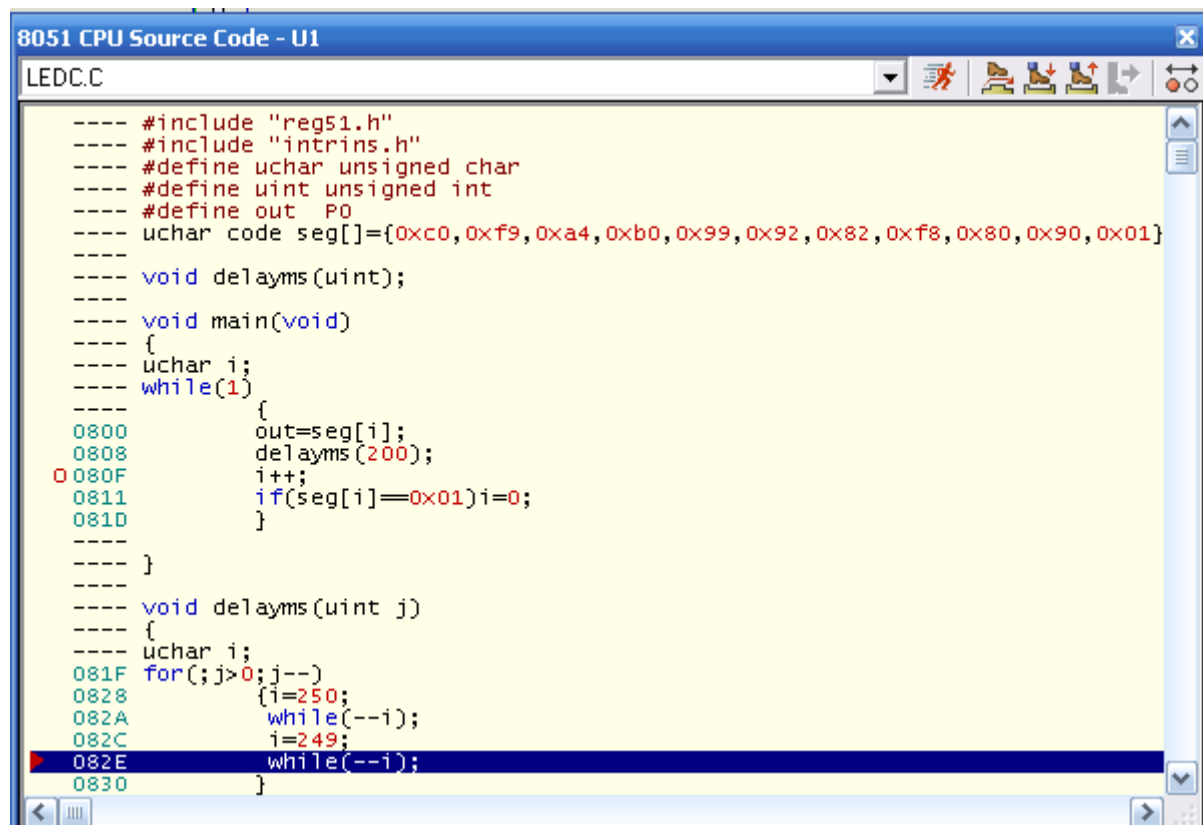 8051 CPU Source Code - U1
LEDC.C
---- #include "reg51.h"
---- #include "intrins.h"
---- #define uchar unsigned char
---- #define uint unsigned int
---- #define out  P0
---- uchar code seg[]={0xc0,0xf9,0xa4,0xb0,0x99,0x92,0x82,0xf8,0x80,0x90,0x01}
----
---- void delayms(uint);
----
---- void main(void)
---- {
---- uchar i;
---- while(1)
----         {
0800         out=seg[i];
0808         delayms(200);
080F         i++;
0811         if(seg[i]==0x01)i=0;
081D         }
----
---- }
----
---- void delayms(uint j)
---- {
---- uchar i;
081F for(;j>0;j--)
0828         {i=250;
082A          while(--i);
082C          i=249;
082E          while(--i);
0830         }